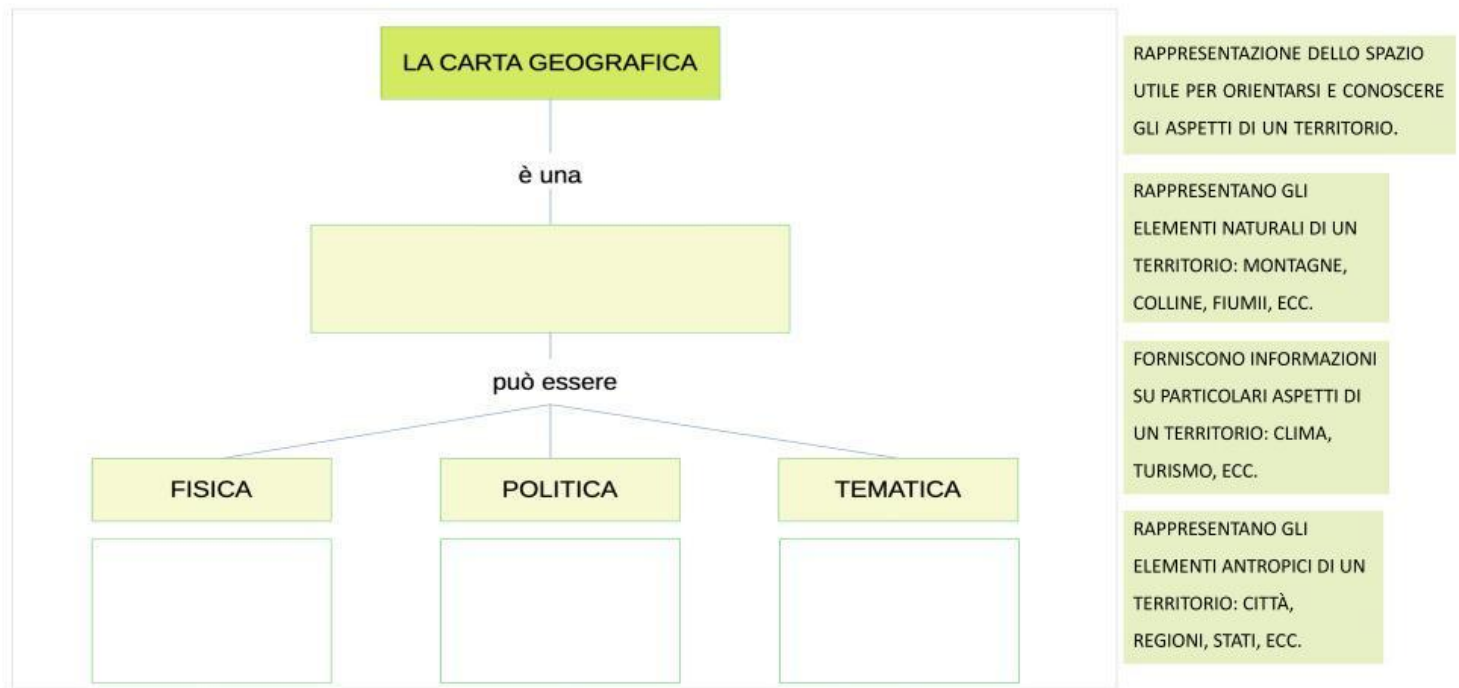 LA CARTA GEOGRAFICA
è una
può essere
FISICA
POLITICA
TEMATICA
RAPPRESENTAZIONE DELLO SPAZIO
UTILE PER ORIENTARSI E CONOSCERE
GLI ASPETTI DI UN TERRITORIO.
RAPPRESENTANO GLI
ELEMENTI NATURALI DI UN
TERRITORIO: MONTAGNE,
COLLINE, FIUMII, ECC.
FORNISCONO INFORMAZIONI
SU PARTICOLARI ASPETTI DI
UN TERRITORIO: CLIMA,
TURISMO, ECC.
RAPPRESENTANO GLI
ELEMENTI ANTROPICI DI UN
TERRITORIO: CITTÀ,
REGIONI, STATI, ECC.